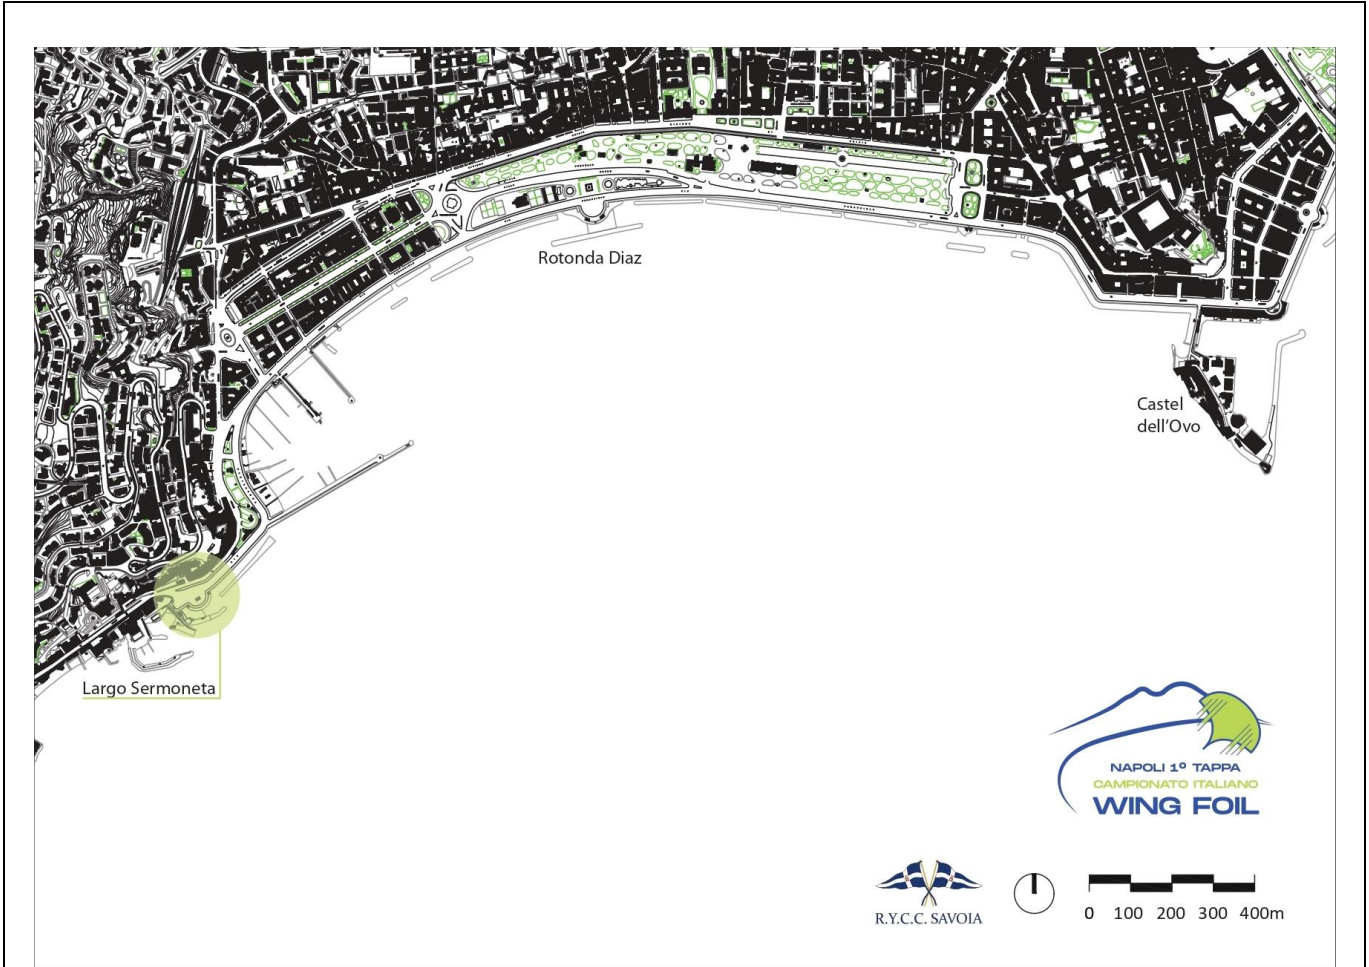 Rotonda Diaz
Castel
dell'Ovo
Largo Sermoneta
NAPOLI 1º TAPPA
CAMPIONATO ITALIANO
WING FOIL
R.Y.C.C. SAVOIA
0 100 200 300 400m